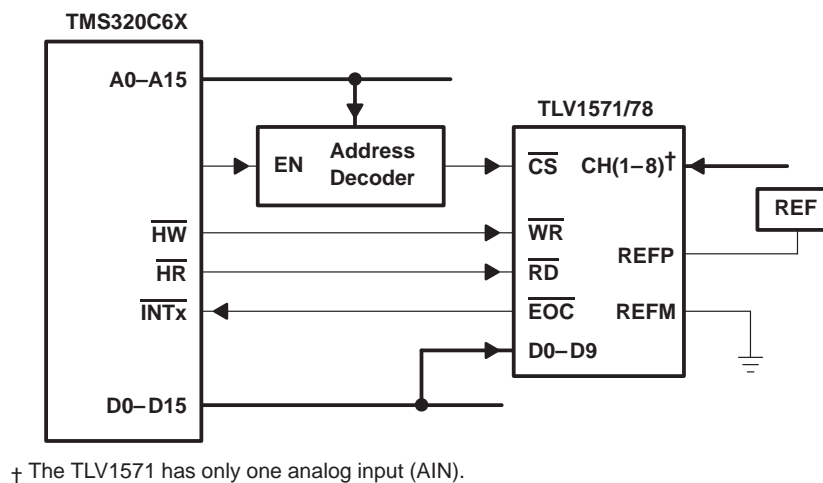 TMS320C6X
A0–A15
TLV1571/78
EN
Address
Decoder
CS
CH(1–8)†
REF
HW
WR
REFP
HR
RD
INTx
EOC
REFM
D0–D9
D0–D15
† The TLV1571 has only one analog input (AIN).